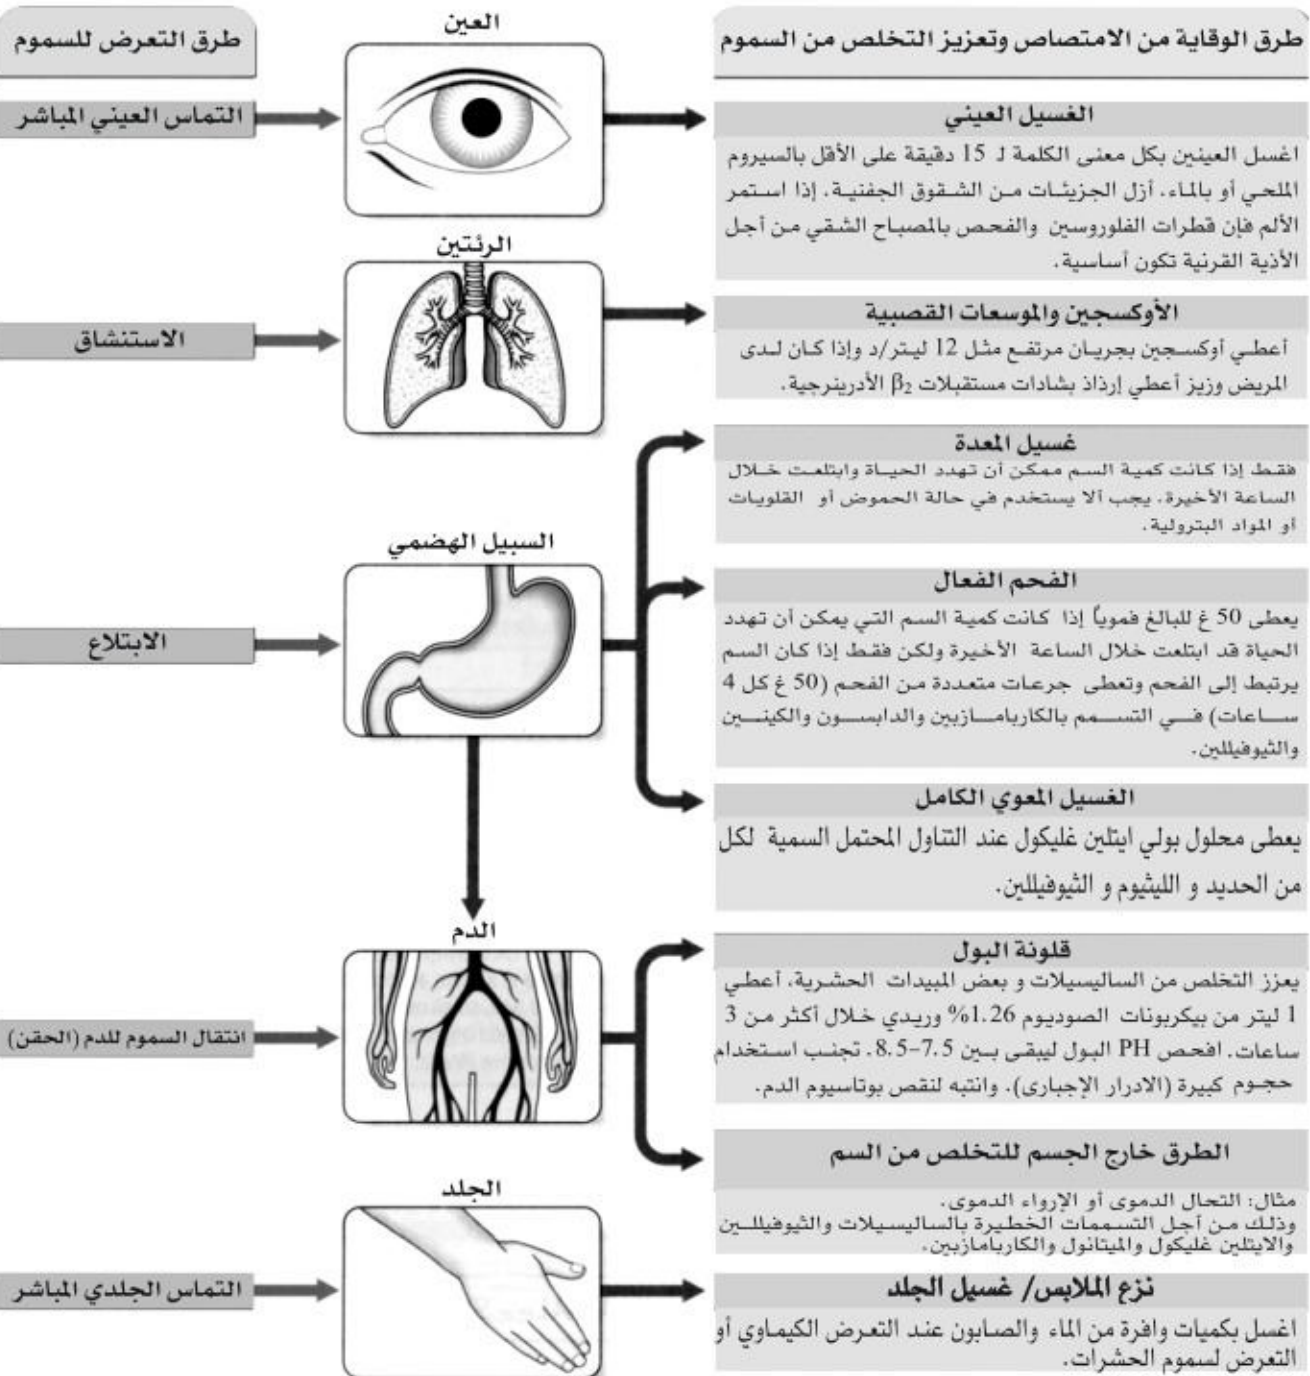 طرق الوقاية من الامتصاص وتعزيز التخلص من السموم
العين
طرق التعرض للسموم
الغسيل العيني
اغسل العينين بكل معنى الكلمة لـ 15 دقيقة على الأقل بالسيروم
الملحي أو بالماء. أزل الجزيئات من الشقوق الجفنية. إذا استمر
الألم فإن قطرات الفلوروسين والفحص بالمصباح الشقي من أجل
الأذية القرنية تكون أساسية.
التماس العيني المباشر
الرئتين
الأوكسجين والموسعات القصبية
أعطي أوكسجين بجريان مرتفع مثل 12 ليتر/د وإذا كان لدى
المريض وزيز أعطي إرذاذ بشادات مستقبلات β2 الأدرينرجية.
الاستنشاق
غسيل المعدة
فقط إذا كانت كمية السم ممكن أن تهدد الحياة وابتلعت خلال
الساعة الأخيرة. يجب ألا يستخدم في حالة الحموض أو القلويات
أو المواد البترولية.
السبيل الهضمي
الفحم الفعال
يعطى 50 غ للبالغ فموياً إذا كانت كمية السم التي يمكن أن تهدد
الحياة قد ابتلعت خلال الساعة الأخيرة ولكن فقط إذا كان السم
يرتبط إلى الفحم وتعطى جرعات متعددة من الفحم (50 غ كل 4
ساعات) في التسمم بالكاربامازبين والدابسون والكينين
والثيوفيللين.
الابتلاع
الغسيل المعوي الكامل
يعطى محلول بولي ايثلين غليكول عند التناول المحتمل السمية لكل
من الحديد و الليثيوم و الثيوفيللين.
الدم
قلونة البول
يعزز التخلص من الساليسيلات و بعض المبيدات الحشرية. أعطي
1 ليتر من بيكربونات الصوديوم 1.26% وريدي خلال أكثر من 3
ساعات. افحص PH البول ليبقى بين 7.5-8.5. تجنب استخدام
حجوم كبيرة (الادرار الإجبارى). وانتبه لنقص بوتاسيوم الدم.
انتقال السموم للدم (الحقن)
الطرق خارج الجسم للتخلص من السم
مثال: التحال الدموى أو الإرواء الدموى.
وذلك من أجل التسممات الخطيرة بالساليسيلات والثيوفيللين
والايتلين غليكول والميتانول والكاربامازبين.
الجلد
نزع الملابس/ غسيل الجلد
اغسل بكميات وافرة من الماء والصابون عند التعرض الكيماوي أو
التعرض لسموم الحشرات.
التماس الجلدي المباشر